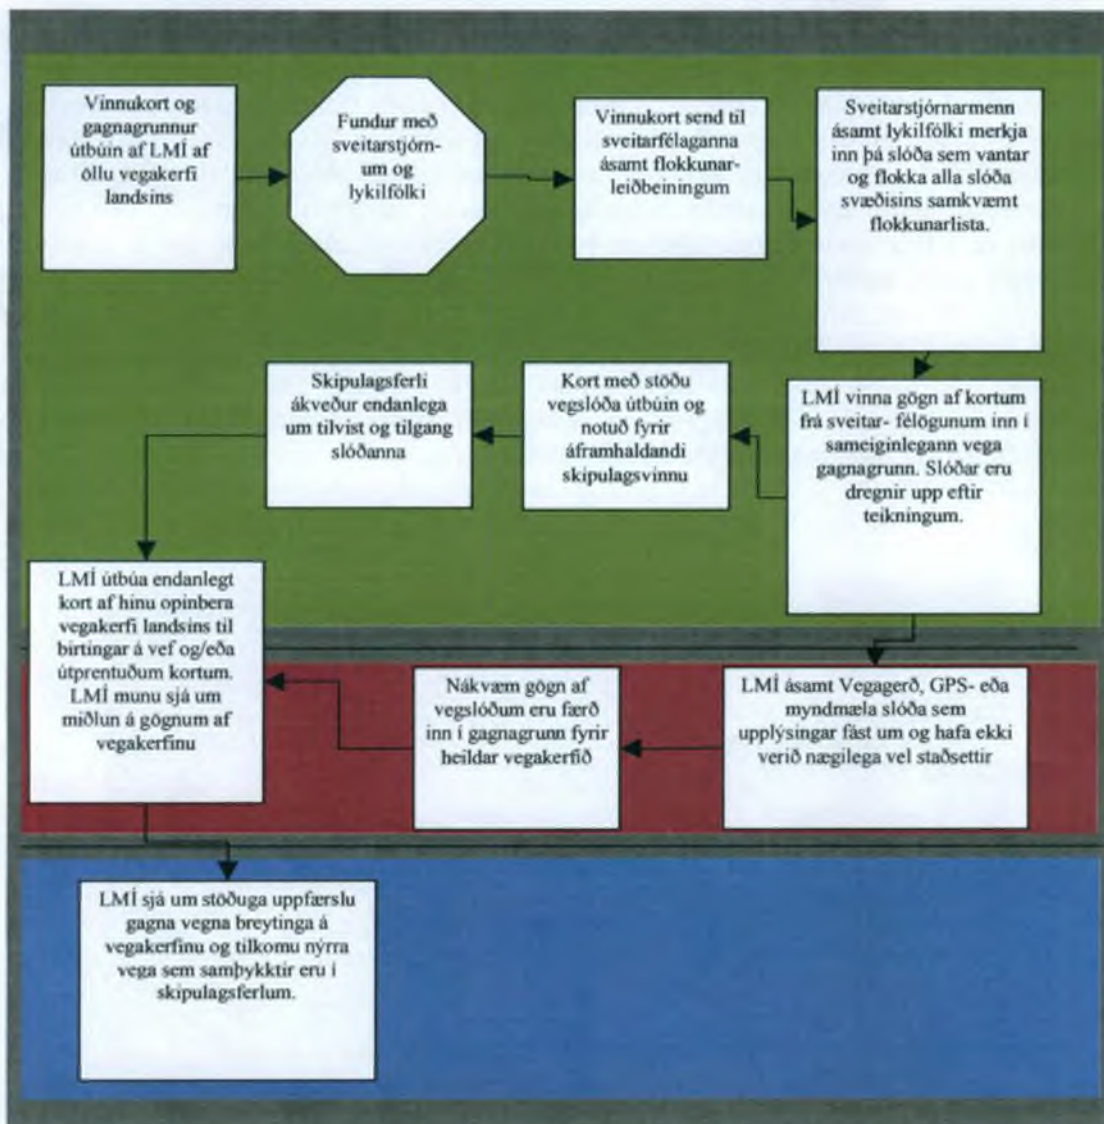 Vinnukort og
gagnagrunnur
útbúin af LMÍ af
öllu vegakerfi
landsins
Fundur með
sveitarstjórn-
um og
lykilfólki
Vinnukort send til
sveitarfélaganna
ásamt flokkunar-
leiðbeiningum
Sveitarstjórnarmenn
ásamt lykilfólki merkja
inn þá slóða sem vantar
og flokka alla slóða
svæðisins samkvæmt
flokkunarlista.
LMÍ vinna gögn af kortum
frá sveitar- félögunum inn í
sameiginlegann vega
gagnagrunn. Slóðar eru
dregnir upp eftir
teikningum.
Kort með stöðu
vegslóða útbúin og
notuð fyrir
áframhaldandi
skipulagsvinnu
Skipulagsferli
ákveður endanlega
um tilvist og tilgang
slóðanna
LMÍ útbúa endanlegt
kort af hinu opinbera
vegakerfi landsins til
birtingar á vef og/eða
útprentuðum kortum.
LMÍ munu sjá um
miðlun á gögnum af
vegakerfinu
Nákvæm gögn af
vegslóðum eru færð
inn í gagnagrunn fyrir
heildar vegakerfið
LMÍ ásamt Vegagerð, GPS- eða
myndmæla slóða sem
upplýsingar fást um og hafa ekki
verið nægilega vel staðsettir
LMÍ sjá um stöðuga uppfærslu
gagna vegna breytinga á
vegakerfinu og tilkomu nýrra
vega sem samþykktir eru í
skipulagsferlum.